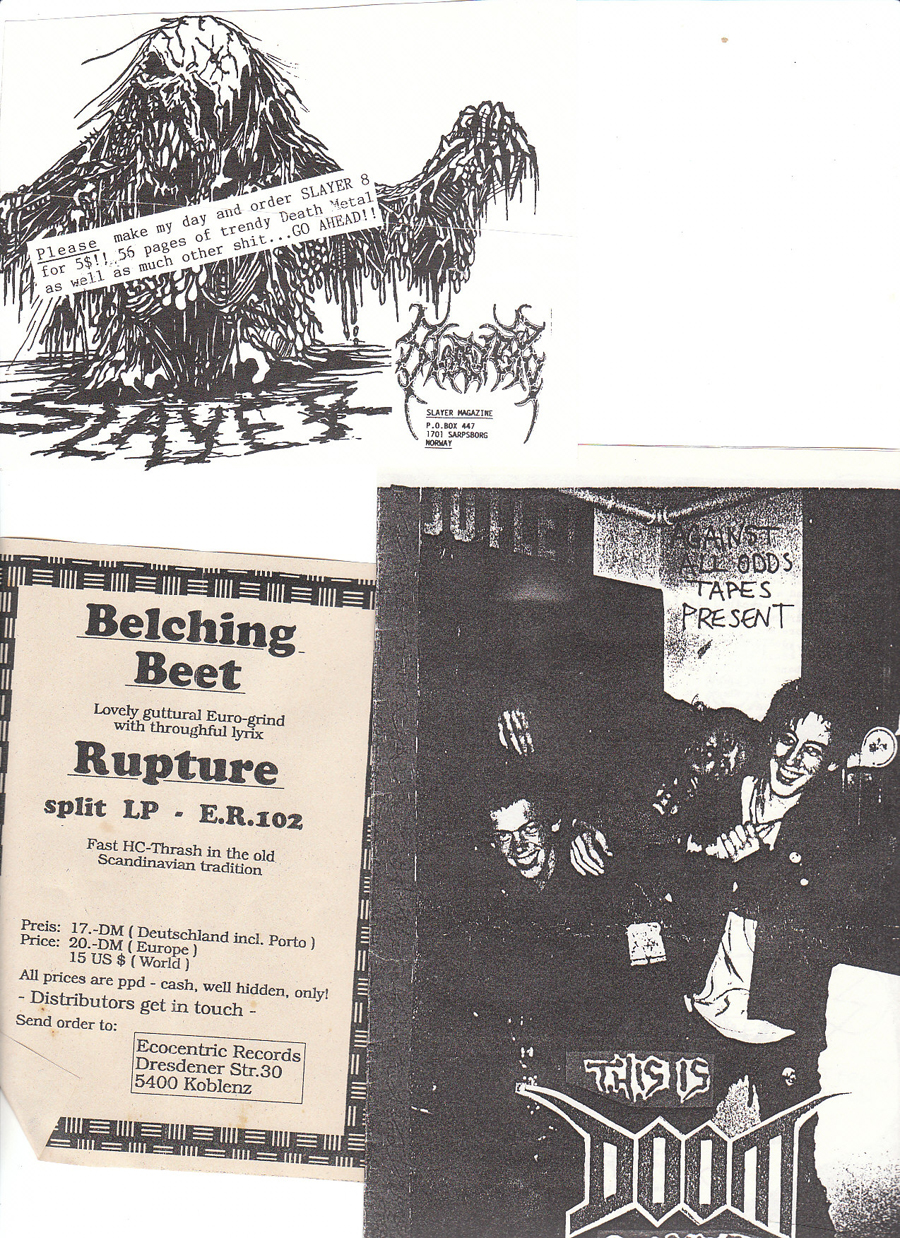 Please make my day and order SLAYER 8
for 5$!! 56 pages of trendy Death Metal
as well as much other shit...GO AHEAD!!
SLAYER
SLAYER MAGAZINE
P.O.BOX 447
1701 SARPSBORG
NORWAY
Belching
Beet
Lovely guttural Euro-grind
with throughful lyrix
Rupture
split LP - E.R.102
Fast HC-Thrash in the old
Scandinavian tradition
Preis: 17.-DM ( Deutschland incl. Porto )
Price: 20.-DM ( Europe )
15 US $ ( World )
All prices are ppd - cash, well hidden, only!
- Distributors get in touch -
Send order to:
Ecocentric Records
Dresdener Str.30
5400 Koblenz
AGAINST
ALL ODDS
TAPES
PRESENT
THIS IS
DOOM